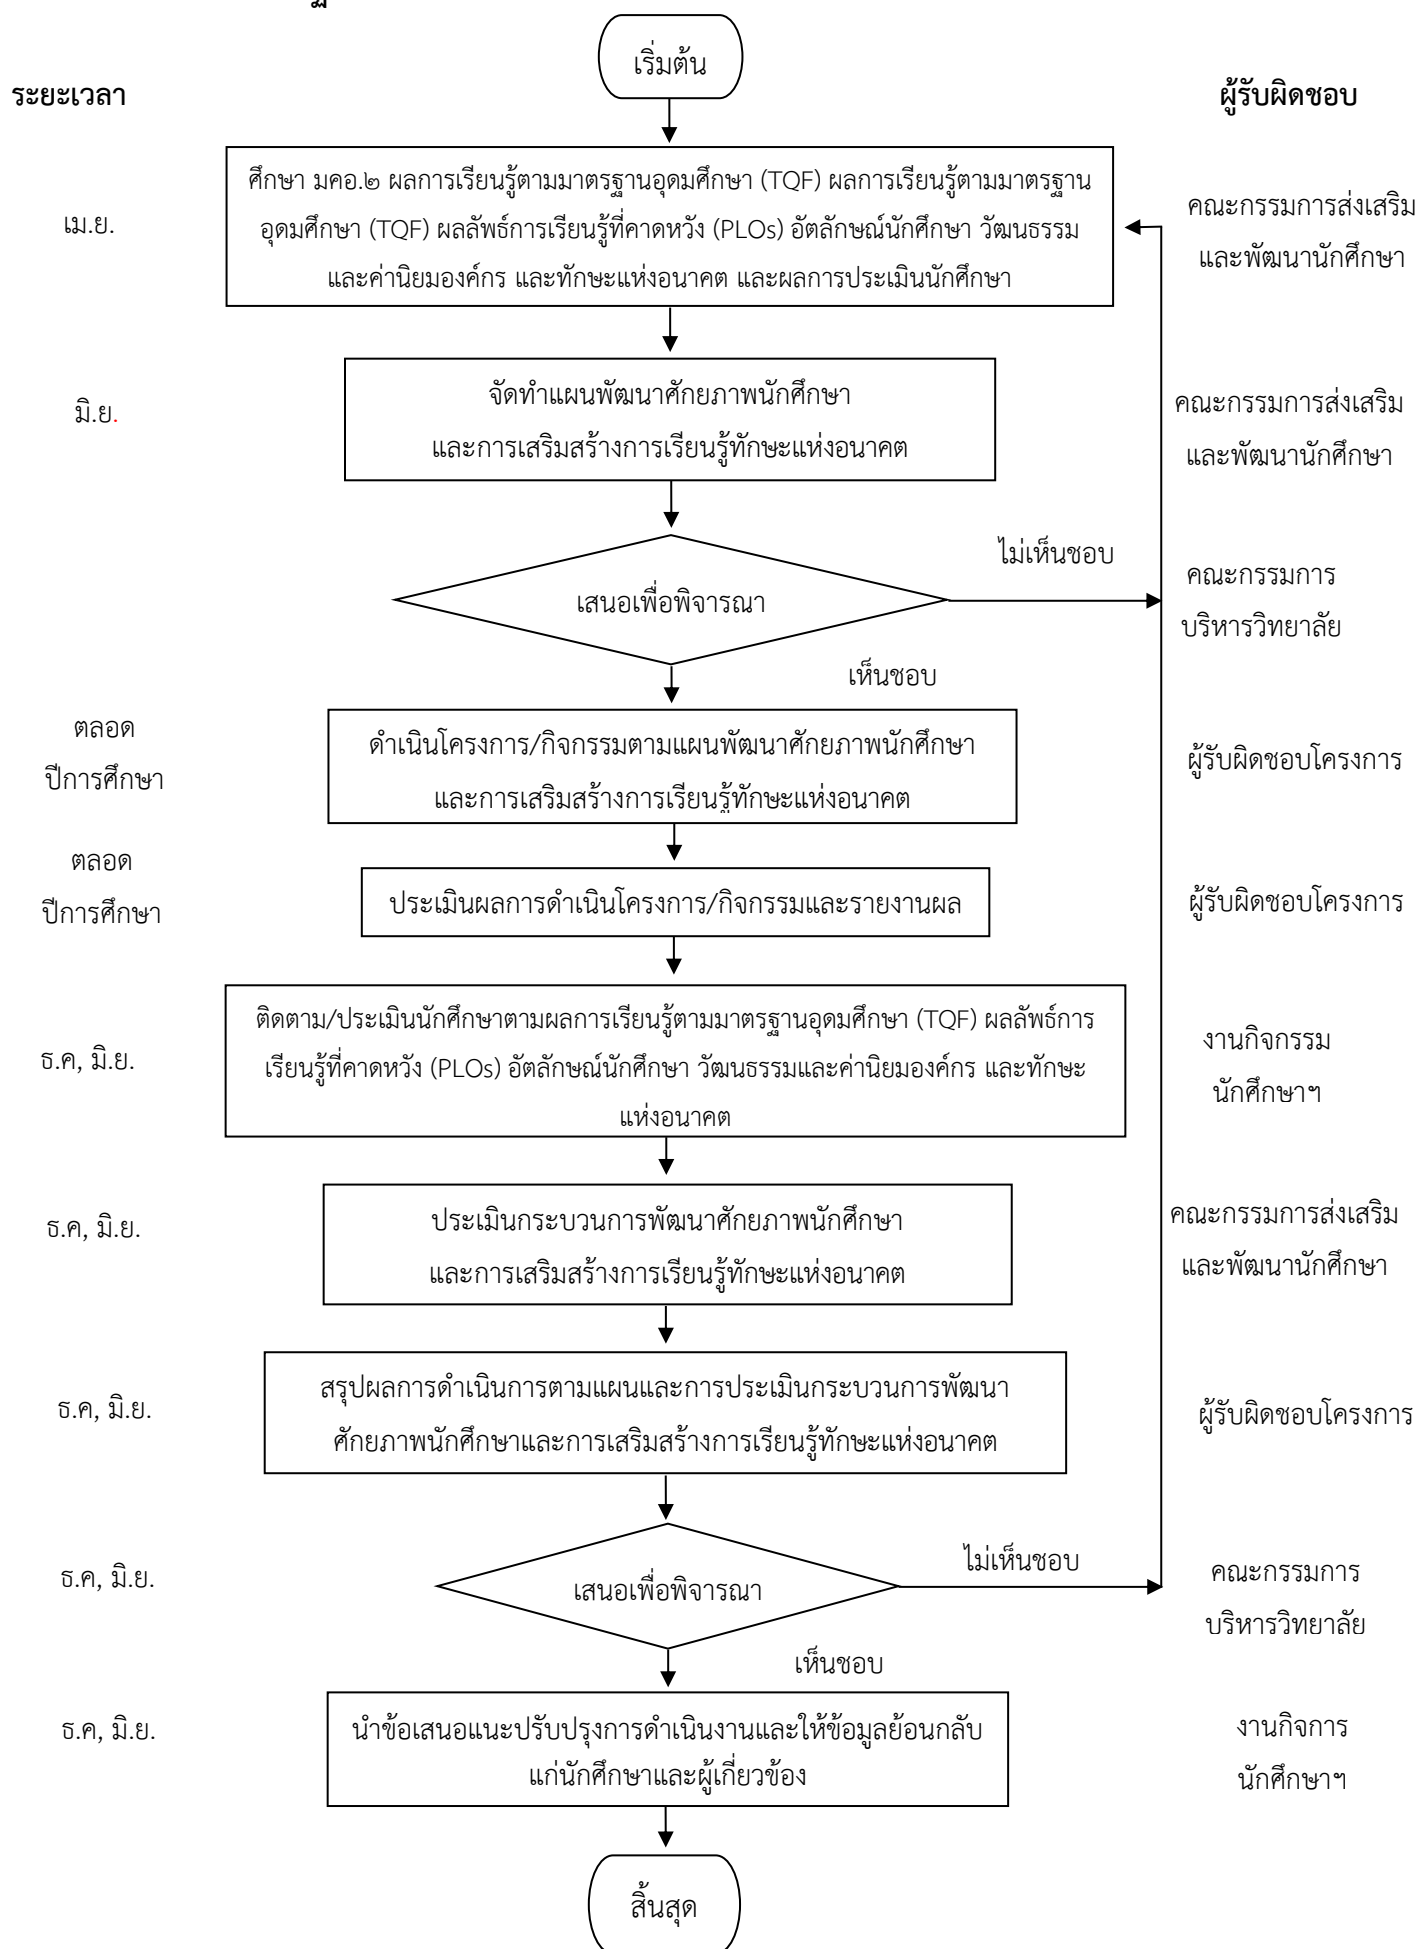 เริ่มต้น
ระยะเวลา
ผู้รับผิดชอบ
ศึกษา มคอ.๒ ผลการเรียนรู้ตามมาตรฐานอุดมศึกษา (TQF) ผลการเรียนรู้ตามมาตรฐาน
อุดมศึกษา (TQF) ผลลัพธ์การเรียนรู้ที่คาดหวัง (PLOs) อัตลักษณ์นักศึกษา วัฒนธรรม
และค่านิยมองค์กร และทักษะแห่งอนาคต และผลการประเมินนักศึกษา
เม.ย.
คณะกรรมการส่งเสริม
และพัฒนานักศึกษา
จัดทำแผนพัฒนาศักยภาพนักศึกษา
และการเสริมสร้างการเรียนรู้ทักษะแห่งอนาคต
มิ.ย.
คณะกรรมการส่งเสริม
และพัฒนานักศึกษา
เสนอเพื่อพิจารณา
ไม่เห็นชอบ
คณะกรรมการ
บริหารวิทยาลัย
เห็นชอบ
ตลอด
ปีการศึกษา
ดำเนินโครงการ/กิจกรรมตามแผนพัฒนาศักยภาพนักศึกษา
และการเสริมสร้างการเรียนรู้ทักษะแห่งอนาคต
ผู้รับผิดชอบโครงการ
ตลอด
ปีการศึกษา
ประเมินผลการดำเนินโครงการ/กิจกรรมและรายงานผล
ผู้รับผิดชอบโครงการ
ติดตาม/ประเมินนักศึกษาตามผลการเรียนรู้ตามมาตรฐานอุดมศึกษา (TQF) ผลลัพธ์การ
เรียนรู้ที่คาดหวัง (PLOs) อัตลักษณ์นักศึกษา วัฒนธรรมและค่านิยมองค์กร และทักษะ
แห่งอนาคต
ธ.ค, มิ.ย.
งานกิจกรรม
นักศึกษาฯ
ธ.ค, มิ.ย.
ประเมินกระบวนการพัฒนาศักยภาพนักศึกษา
และการเสริมสร้างการเรียนรู้ทักษะแห่งอนาคต
คณะกรรมการส่งเสริม
และพัฒนานักศึกษา
ธ.ค, มิ.ย.
สรุปผลการดำเนินการตามแผนและการประเมินกระบวนการพัฒนา
ศักยภาพนักศึกษาและการเสริมสร้างการเรียนรู้ทักษะแห่งอนาคต
ผู้รับผิดชอบโครงการ
ธ.ค, มิ.ย.
เสนอเพื่อพิจารณา
ไม่เห็นชอบ
คณะกรรมการ
บริหารวิทยาลัย
เห็นชอบ
ธ.ค, มิ.ย.
นำข้อเสนอแนะปรับปรุงการดำเนินงานและให้ข้อมูลย้อนกลับ
แก่นักศึกษาและผู้เกี่ยวข้อง
งานกิจการ
นักศึกษาฯ
สิ้นสุด